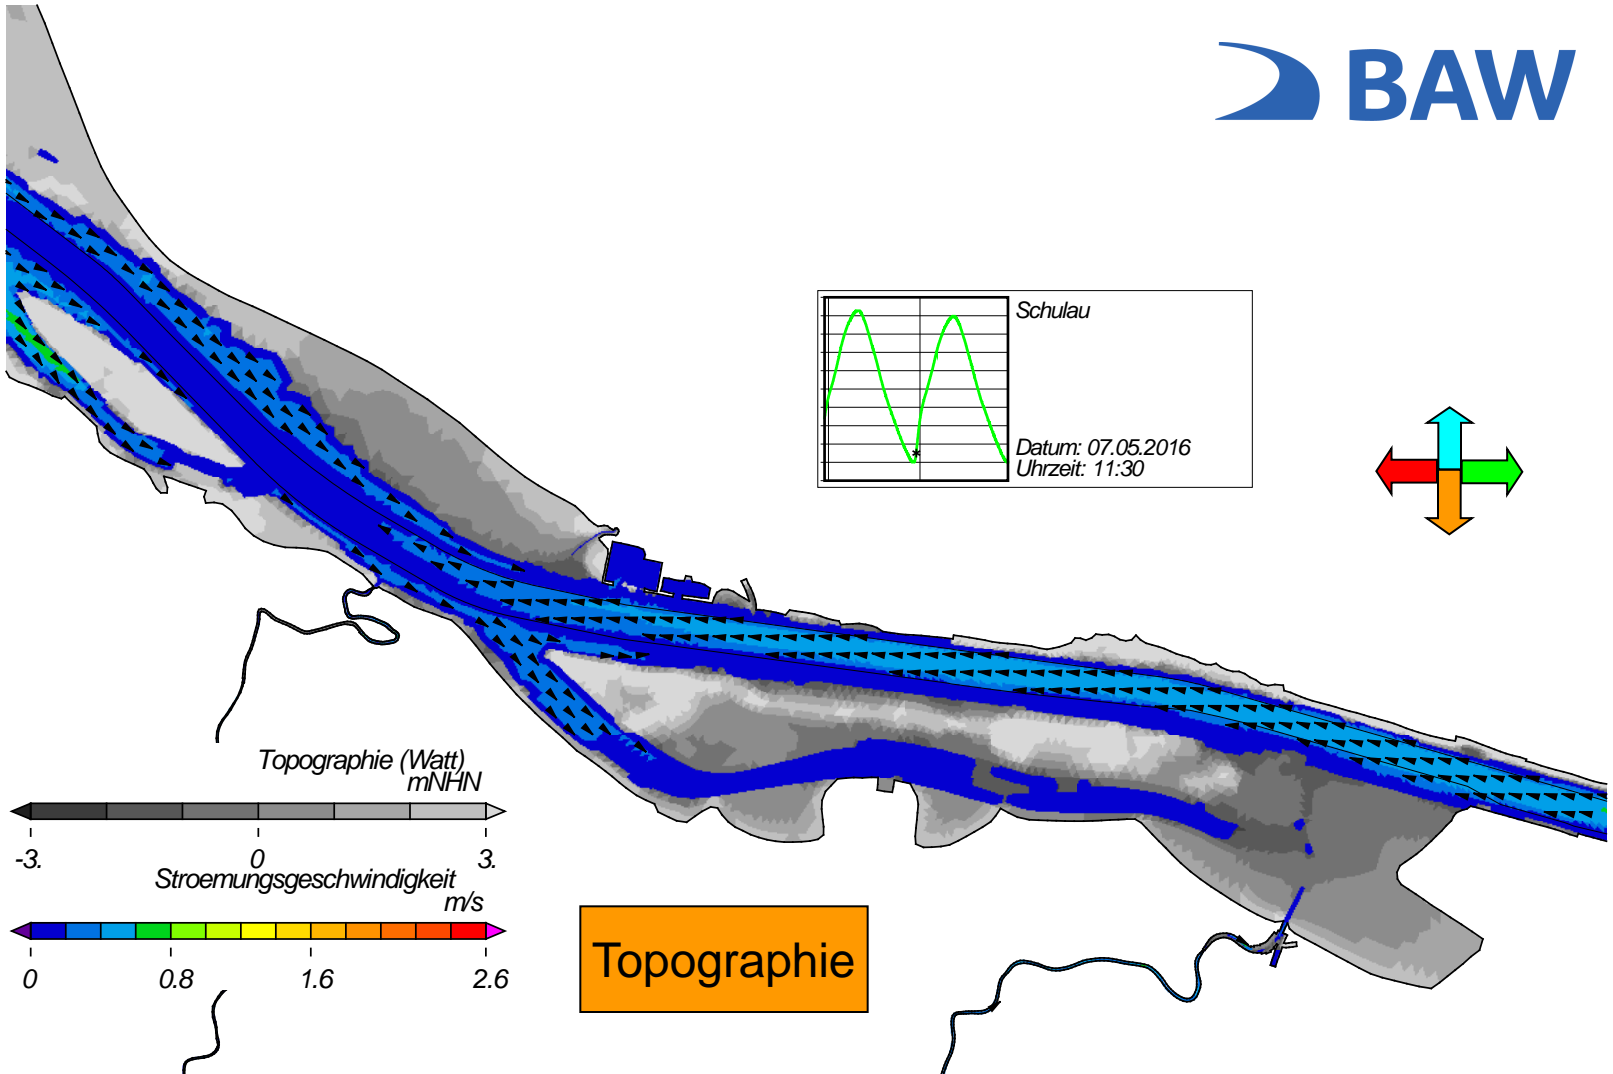 BAW
Schulau
Datum: 07.05.2016
Uhrzeit: 11:30
Topographie (Watt)
mNHN
-3. 0 3.
Stroemungsgeschwindigkeit
m/s
0 0.8 1.6 2.6
Topographie